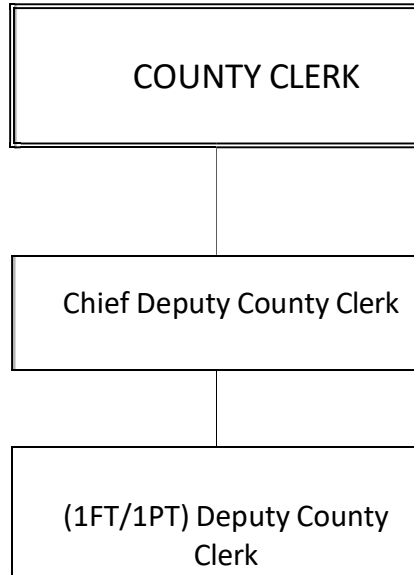 COUNTY CLERK
Chief Deputy County Clerk
(1FT/1PT) Deputy County
Clerk